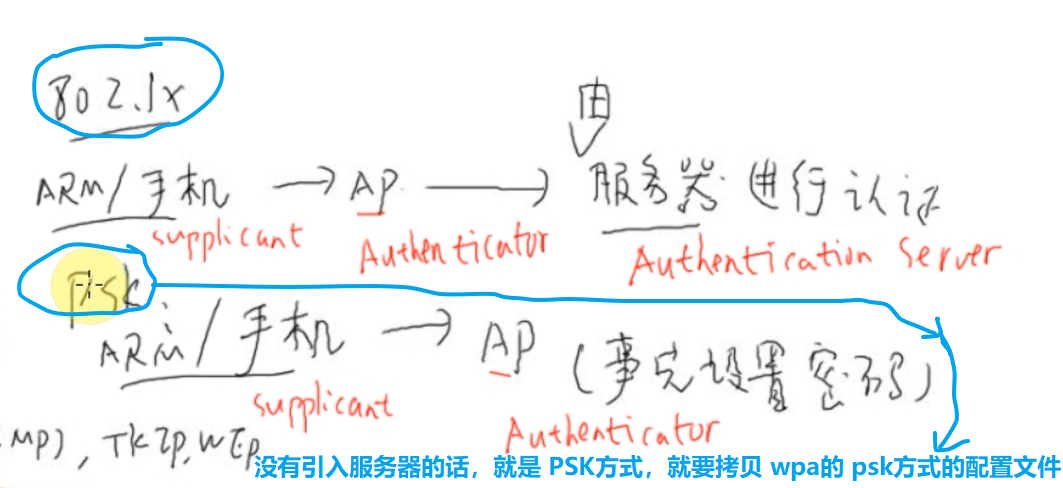 802.1x
由
ARM/手机 → AP → 服务器 进行认证
supplicant Authenticator Authentication Server
psk:
ARM/手机 → AP (事先设置密码)
supplicant Authenticator
MP), TKIP, WEP
没有引入服务器的话，就是 PSK方式，就要拷贝 wpa的 psk方式的配置文件